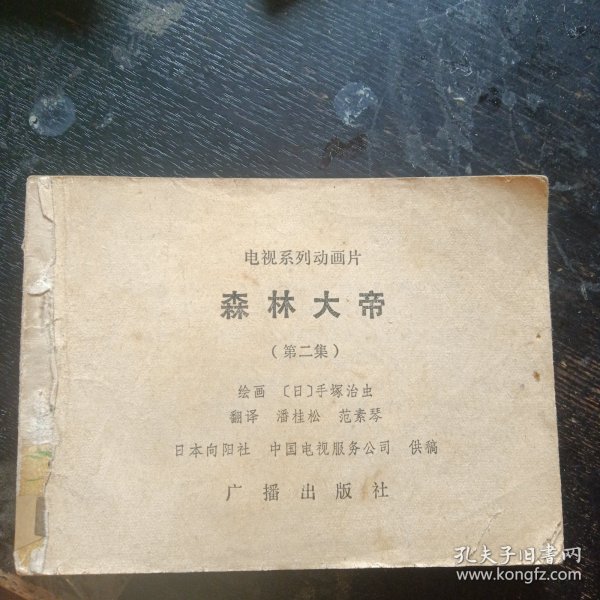 电视系列动画片
森林大帝
（第二集）
绘画 〔日〕手塚治虫
翻译 潘桂松 范素琴
日本向阳社 中国电视服务公司 供稿
广播出版社
孔夫子旧书网
www.kongfz.com